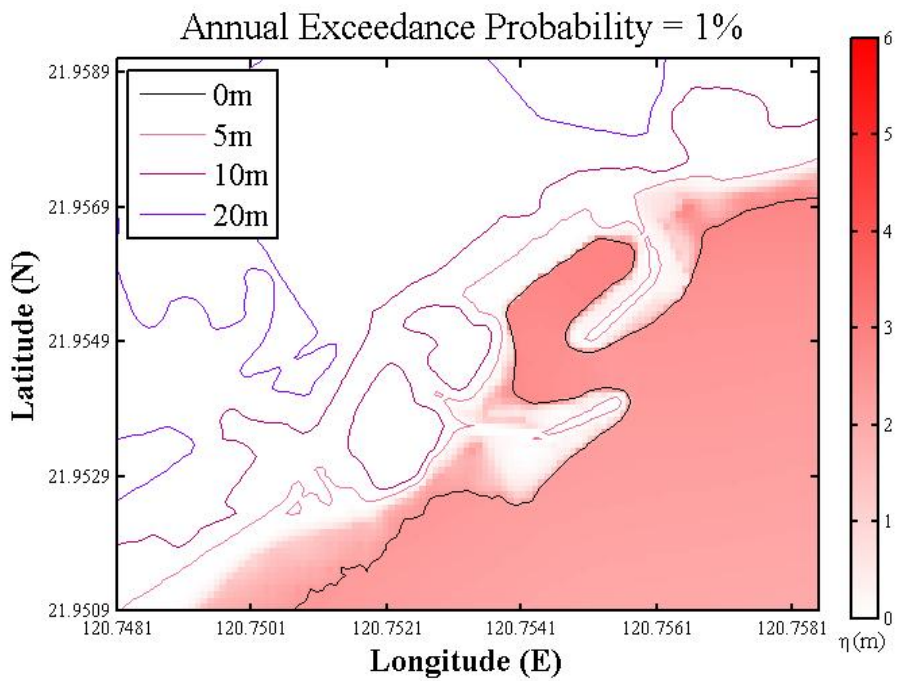 Annual Exceedance Probability = 1%
21.9589
21.9569
21.9549
21.9529
21.9509
Latitude (N)
0m
5m
10m
20m
120.7481
120.7501
120.7521
120.7541
120.7561
120.7581
Longitude (E)
6
5
4
3
2
1
0
η(m)